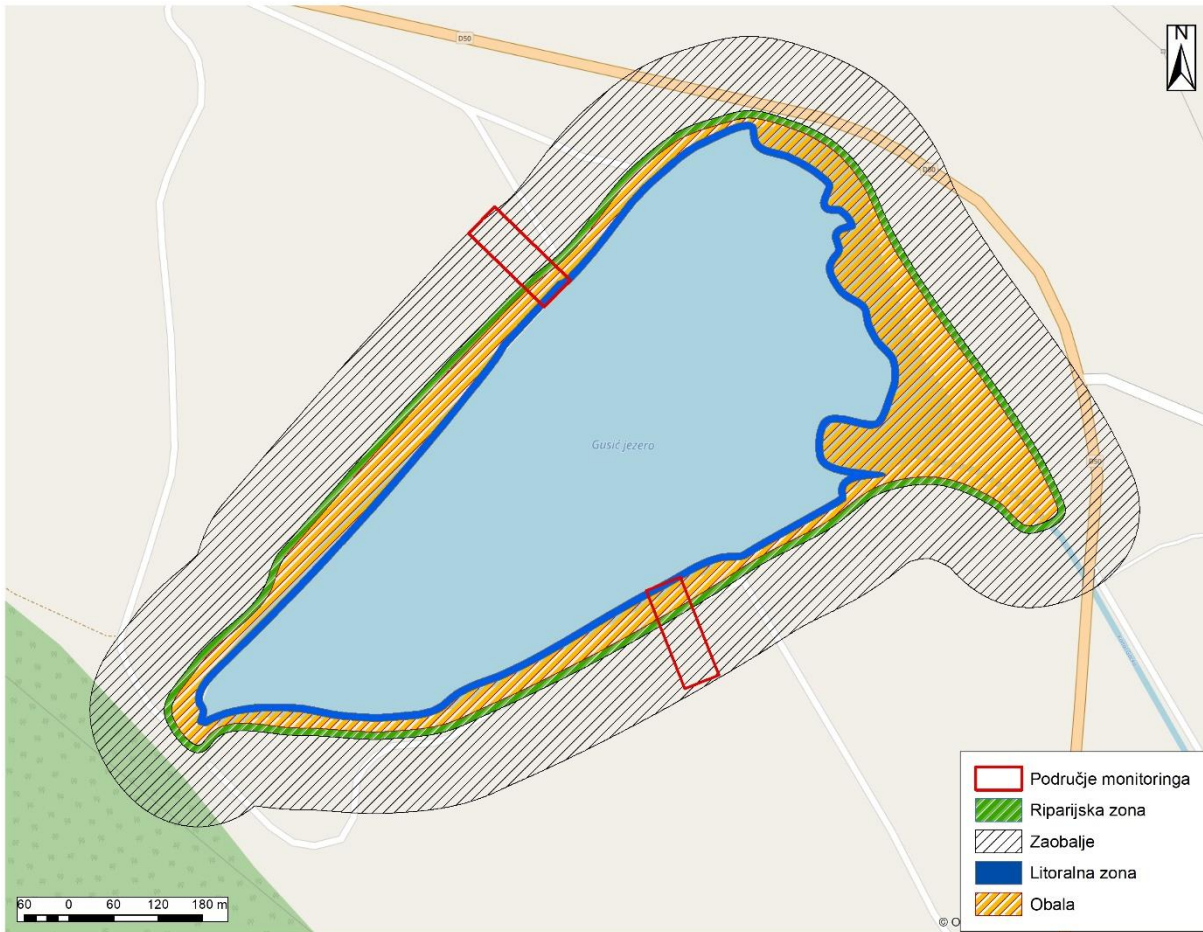 D50
N
D50
Gusić jezero
D50
Područje monitoringa
Riparijska zona
Zaobalje
Litoralna zona
Obala
60 0 60 120 180 m
© O